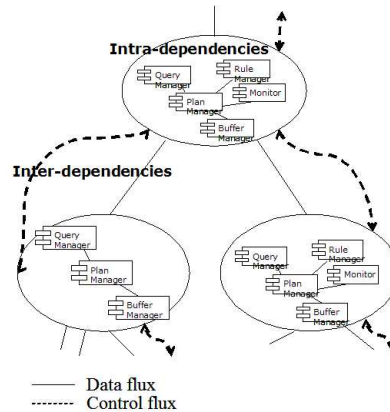 Intra-dependencies
Query
Manager
Rule
Manager
Plan
Manager
Monitor
Buffer
Manager
Inter-dependencies
Query
Manager
Plan
Manager
Buffer
Manager
Query
Manager
Rule
Manager
Plan
Manager
Monitor
Buffer
Manager
Data flux
Control flux